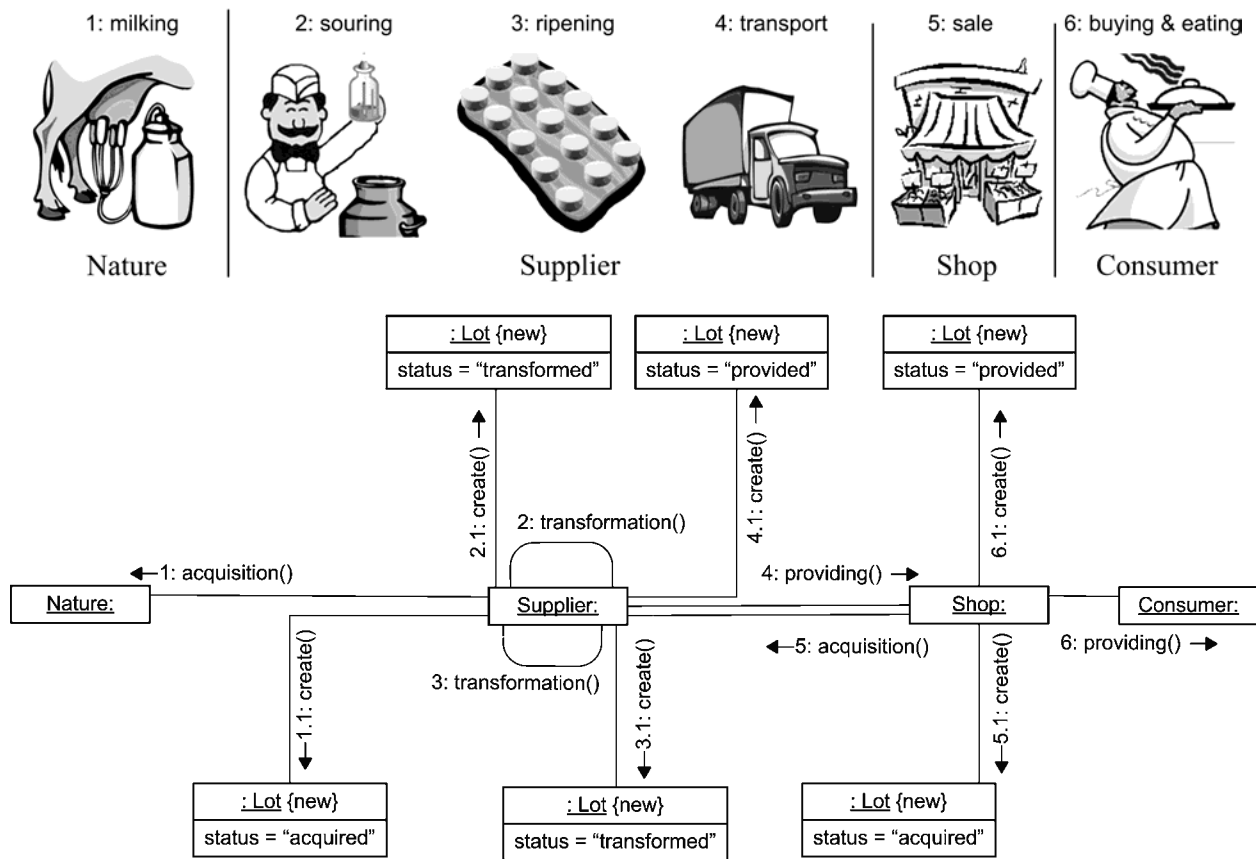 1: milking
2: souring
3: ripening
4: transport
5: sale
6: buying & eating
Nature
Supplier
Shop
Consumer
: Lot {new}
status = “transformed”
: Lot {new}
status = “provided”
: Lot {new}
status = “provided”
2.1: create()
4.1: create()
6.1: create()
2: transformation()
1: acquisition()
4: providing()
Nature:
Supplier:
Shop:
Consumer:
5: acquisition()
6: providing()
3: transformation()
1.1: create()
3.1: create()
5.1: create()
: Lot {new}
status = “acquired”
: Lot {new}
status = “transformed”
: Lot {new}
status = “acquired”